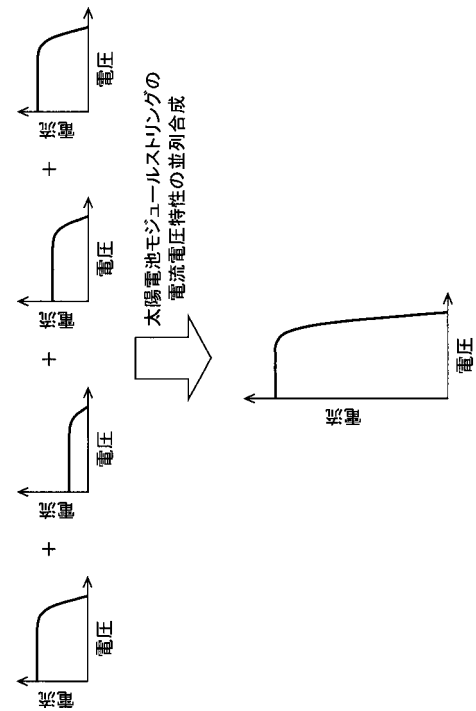 電流
電圧
+
電流
電圧
+
電流
電圧
+
電流
電圧
太陽電池モジュールストリングの
電流電圧特性の並列合成
電流
電圧